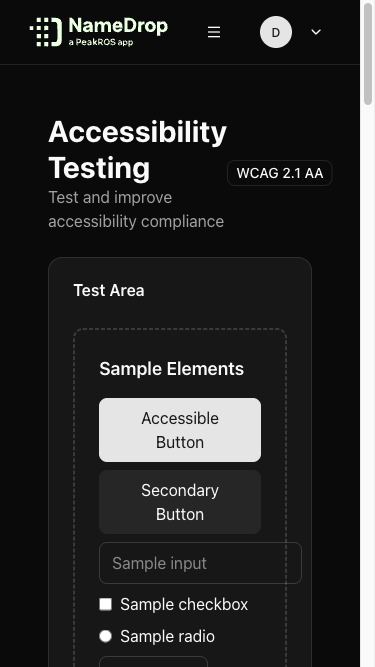 NameDrop
a PeakROS app
D
Accessibility
Testing
WCAG 2.1 AA
Test and improve
accessibility compliance
Test Area
Sample Elements
Accessible
Button
Secondary
Button
Sample input
Sample checkbox
Sample radio